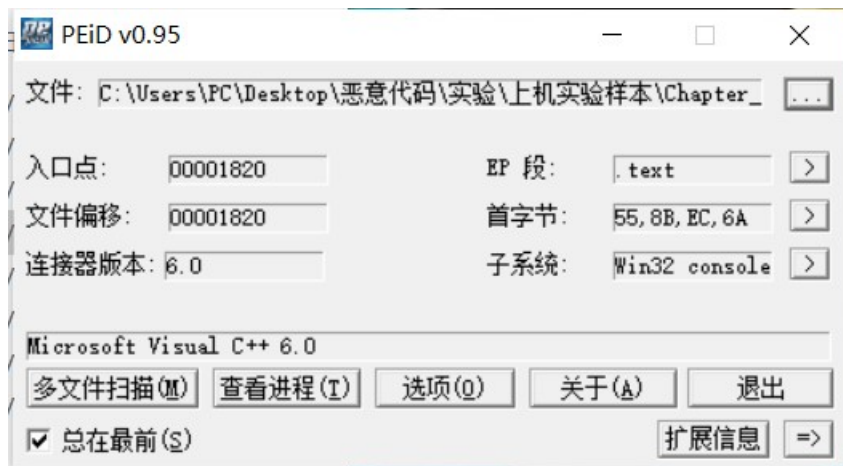 PEiD v0.95
文件: C:\Users\PC\Desktop\恶意代码\实验\上机实验样本\Chapter_ ...
入口点: 00001820 EP 段: .text >
文件偏移: 00001820 首字节: 55,8B,EC,6A >
连接器版本: 6.0 子系统: Win32 console >
Microsoft Visual C++ 6.0
多文件扫描(M) 查看进程(T) 选项(O) 关于(A) 退出
总在最前(S) 扩展信息 =>